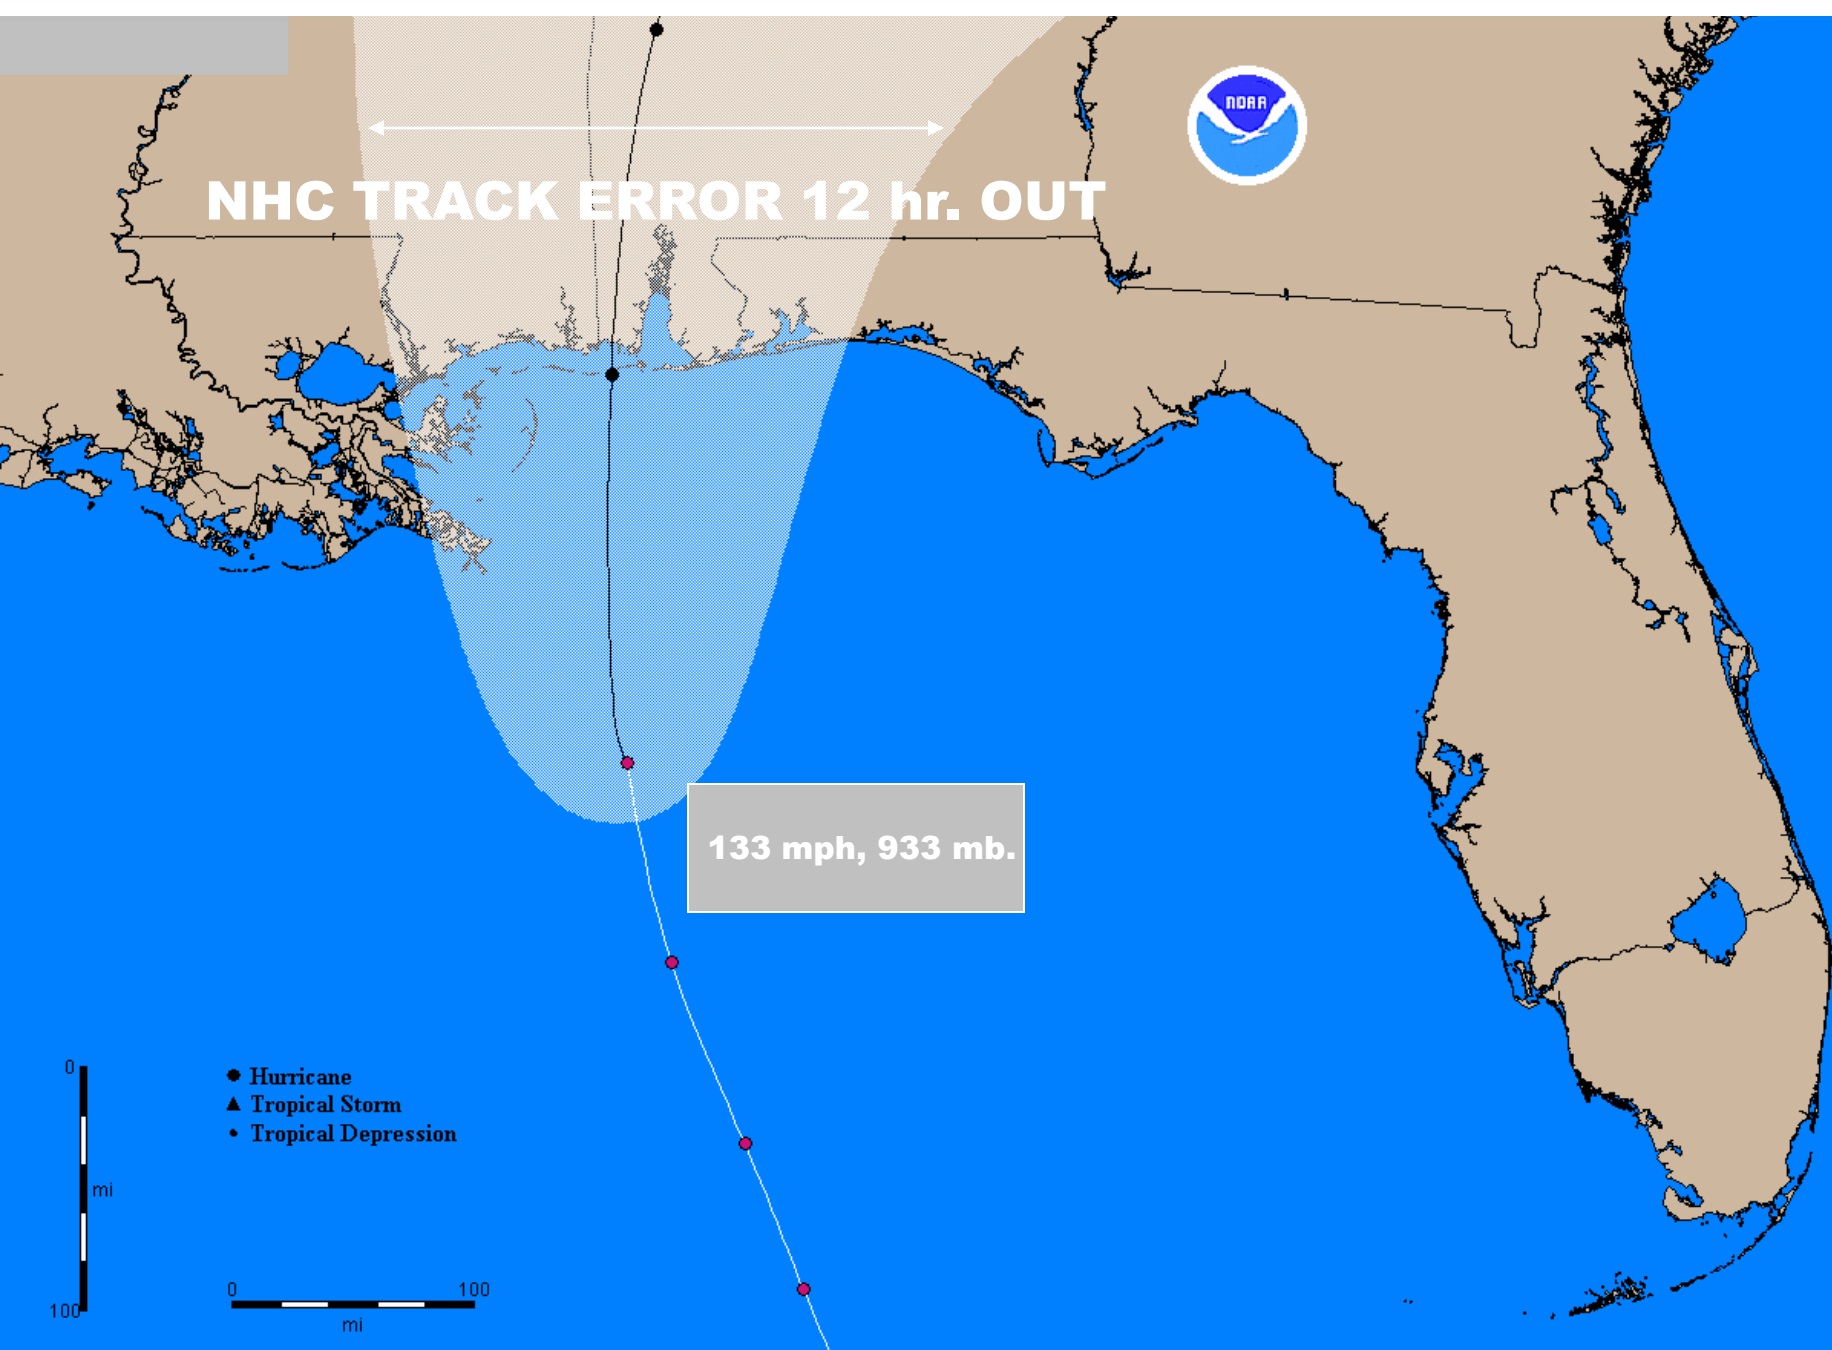 NOAA
NHC TRACK ERROR 12 hr. OUT
133 mph, 933 mb.
0
mi
100
Hurricane
Tropical Storm
Tropical Depression
0 100
mi